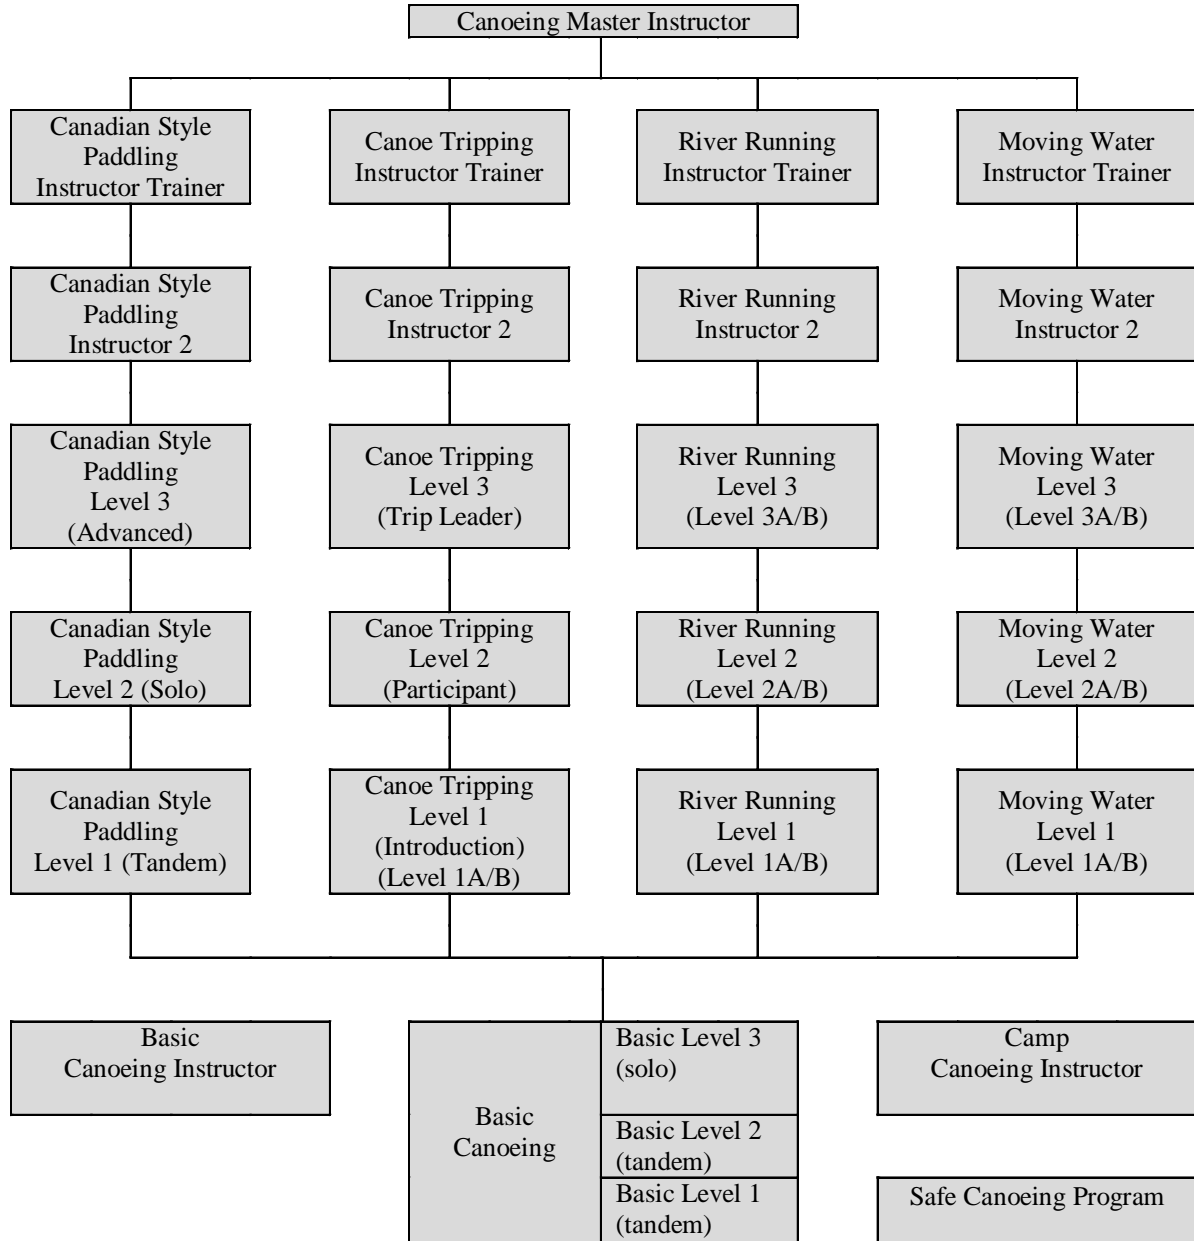 Canoeing Master Instructor
Canadian Style
Paddling
Instructor Trainer
Canoe Tripping
Instructor Trainer
River Running
Instructor Trainer
Moving Water
Instructor Trainer
Canadian Style
Paddling
Instructor 2
Canoe Tripping
Instructor 2
River Running
Instructor 2
Moving Water
Instructor 2
Canadian Style
Paddling
Level 3
(Advanced)
Canoe Tripping
Level 3
(Trip Leader)
River Running
Level 3
(Level 3A/B)
Moving Water
Level 3
(Level 3A/B)
Canadian Style
Paddling
Level 2 (Solo)
Canoe Tripping
Level 2
(Participant)
River Running
Level 2
(Level 2A/B)
Moving Water
Level 2
(Level 2A/B)
Canadian Style
Paddling
Level 1 (Tandem)
Canoe Tripping
Level 1
(Introduction)
(Level 1A/B)
River Running
Level 1
(Level 1A/B)
Moving Water
Level 1
(Level 1A/B)
Basic
Canoeing Instructor
Basic
Canoeing
Basic Level 3
(solo)
Basic Level 2
(tandem)
Basic Level 1
(tandem)
Camp
Canoeing Instructor
Safe Canoeing Program